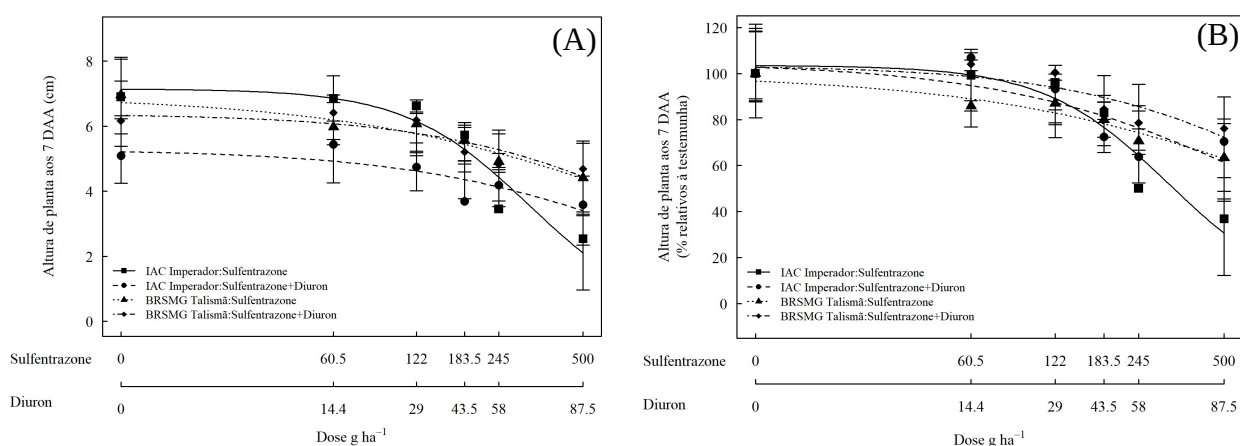 (A)
Altura de planta aos 7 DAA (cm)
8
6
4
2
0
IAC Imperador:Sulfentrazone
IAC Imperador:Sulfentrazone+Diuron
BRSMG Talismã:Sulfentrazone
BRSMG Talismã:Sulfentrazone+Diuron
Sulfentrazone 0 60.5 122 183.5 245 500
Diuron 0 14.4 29 43.5 58 87.5
Dose g ha⁻¹
(B)
Altura de planta aos 7 DAA
(% relativos à testemunha)
120
100
80
60
40
20
0
IAC Imperador:Sulfentrazone
IAC Imperador:Sulfentrazone+Diuron
BRSMG Talismã:Sulfentrazone
BRSMG Talismã:Sulfentrazone+Diuron
Sulfentrazone 0 60.5 122 183.5 245 500
Diuron 0 14.4 29 43.5 58 87.5
Dose g ha⁻¹